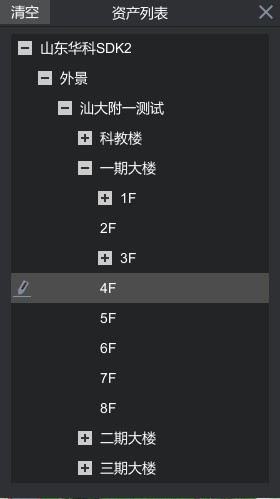 清空 资产列表
山东华科SDK2
外景
汕大附一测试
科教楼
一期大楼
1F
2F
3F
4F
5F
6F
7F
8F
二期大楼
三期大楼